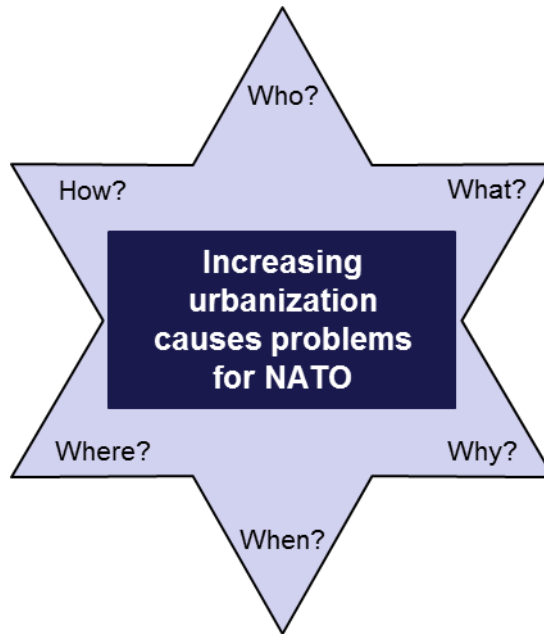 Who?
How?
What?
Increasing
urbanization
causes problems
for NATO
Where?
Why?
When?